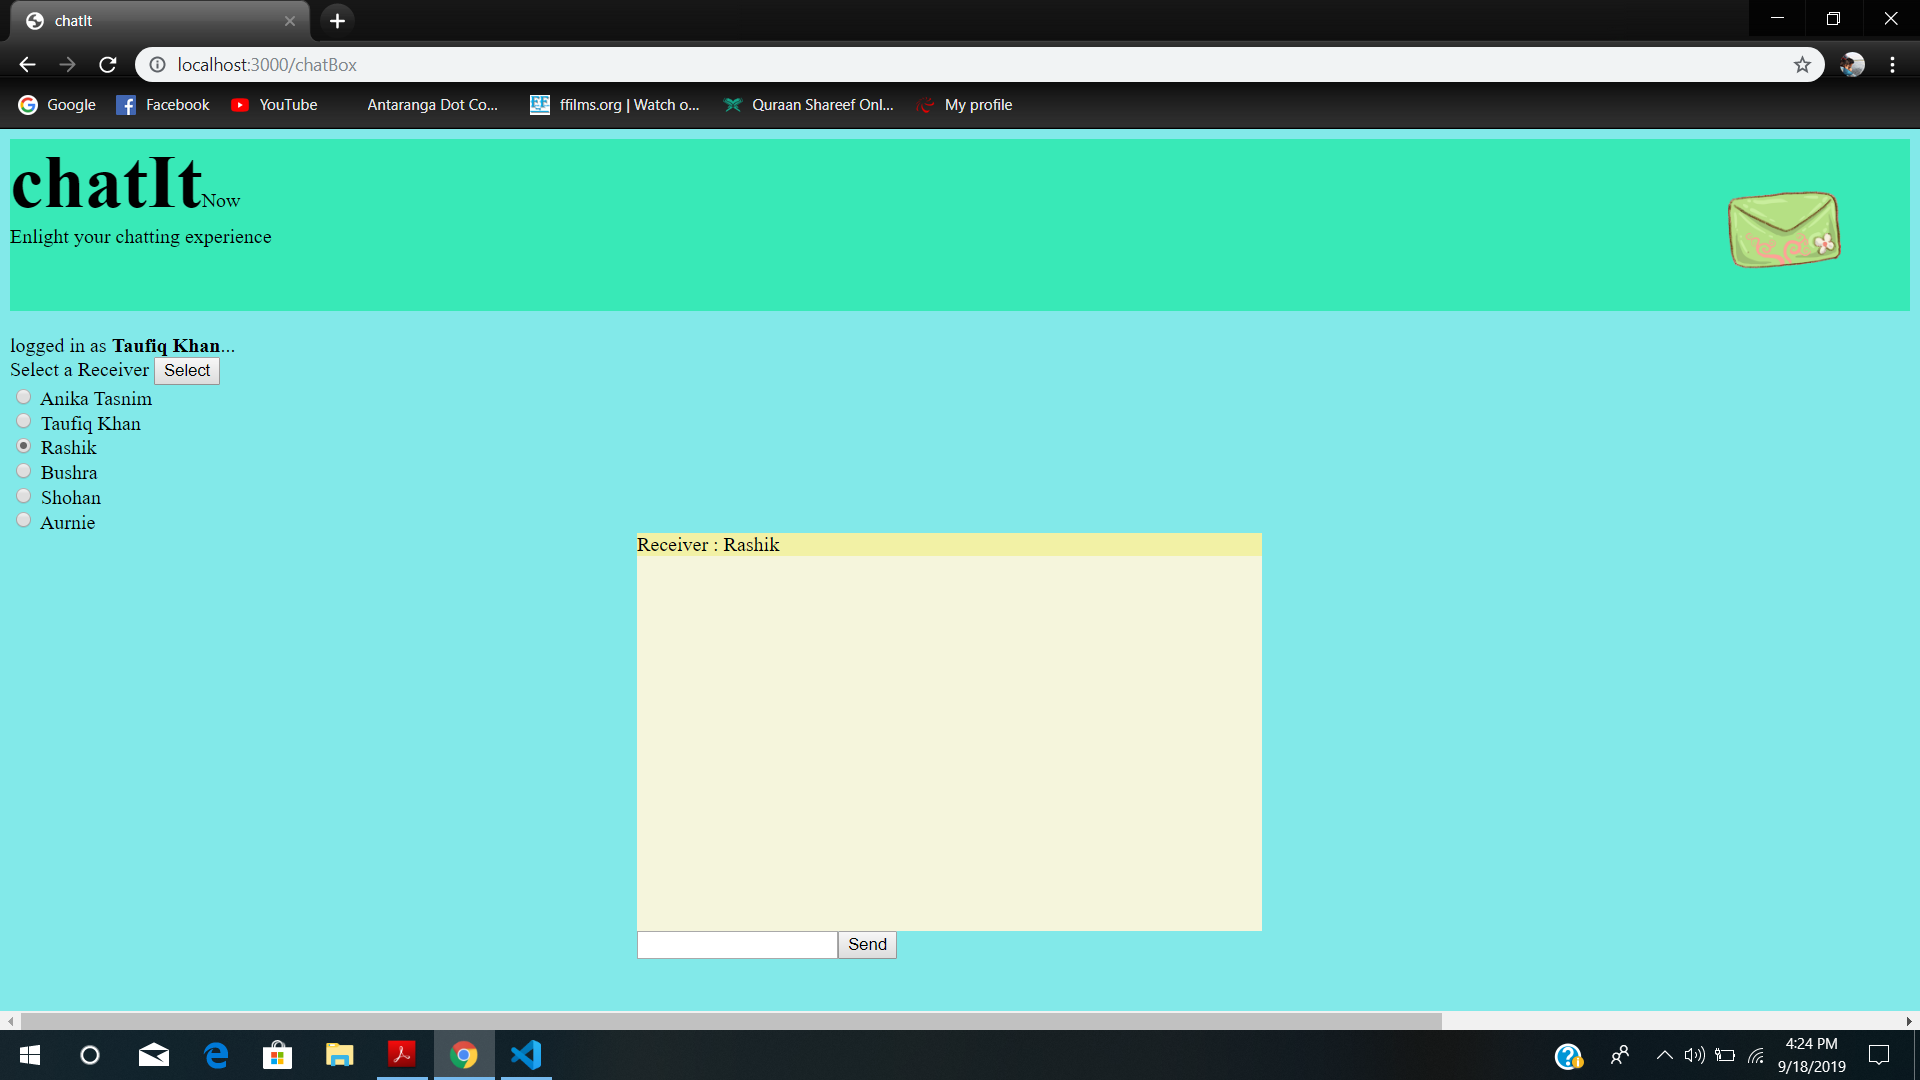 chatIt
localhost:3000/chatBox
Google Facebook YouTube Antaranga Dot Co... ffilms.org | Watch o... Quraan Shareef Onl... My profile
chatItNow
Enlight your chatting experience
logged in as Taufiq Khan...
Select a Receiver Select
Anika Tasnim
Taufiq Khan
Rashik
Bushra
Shohan
Aurnie
Receiver : Rashik
Send
4:24 PM
9/18/2019